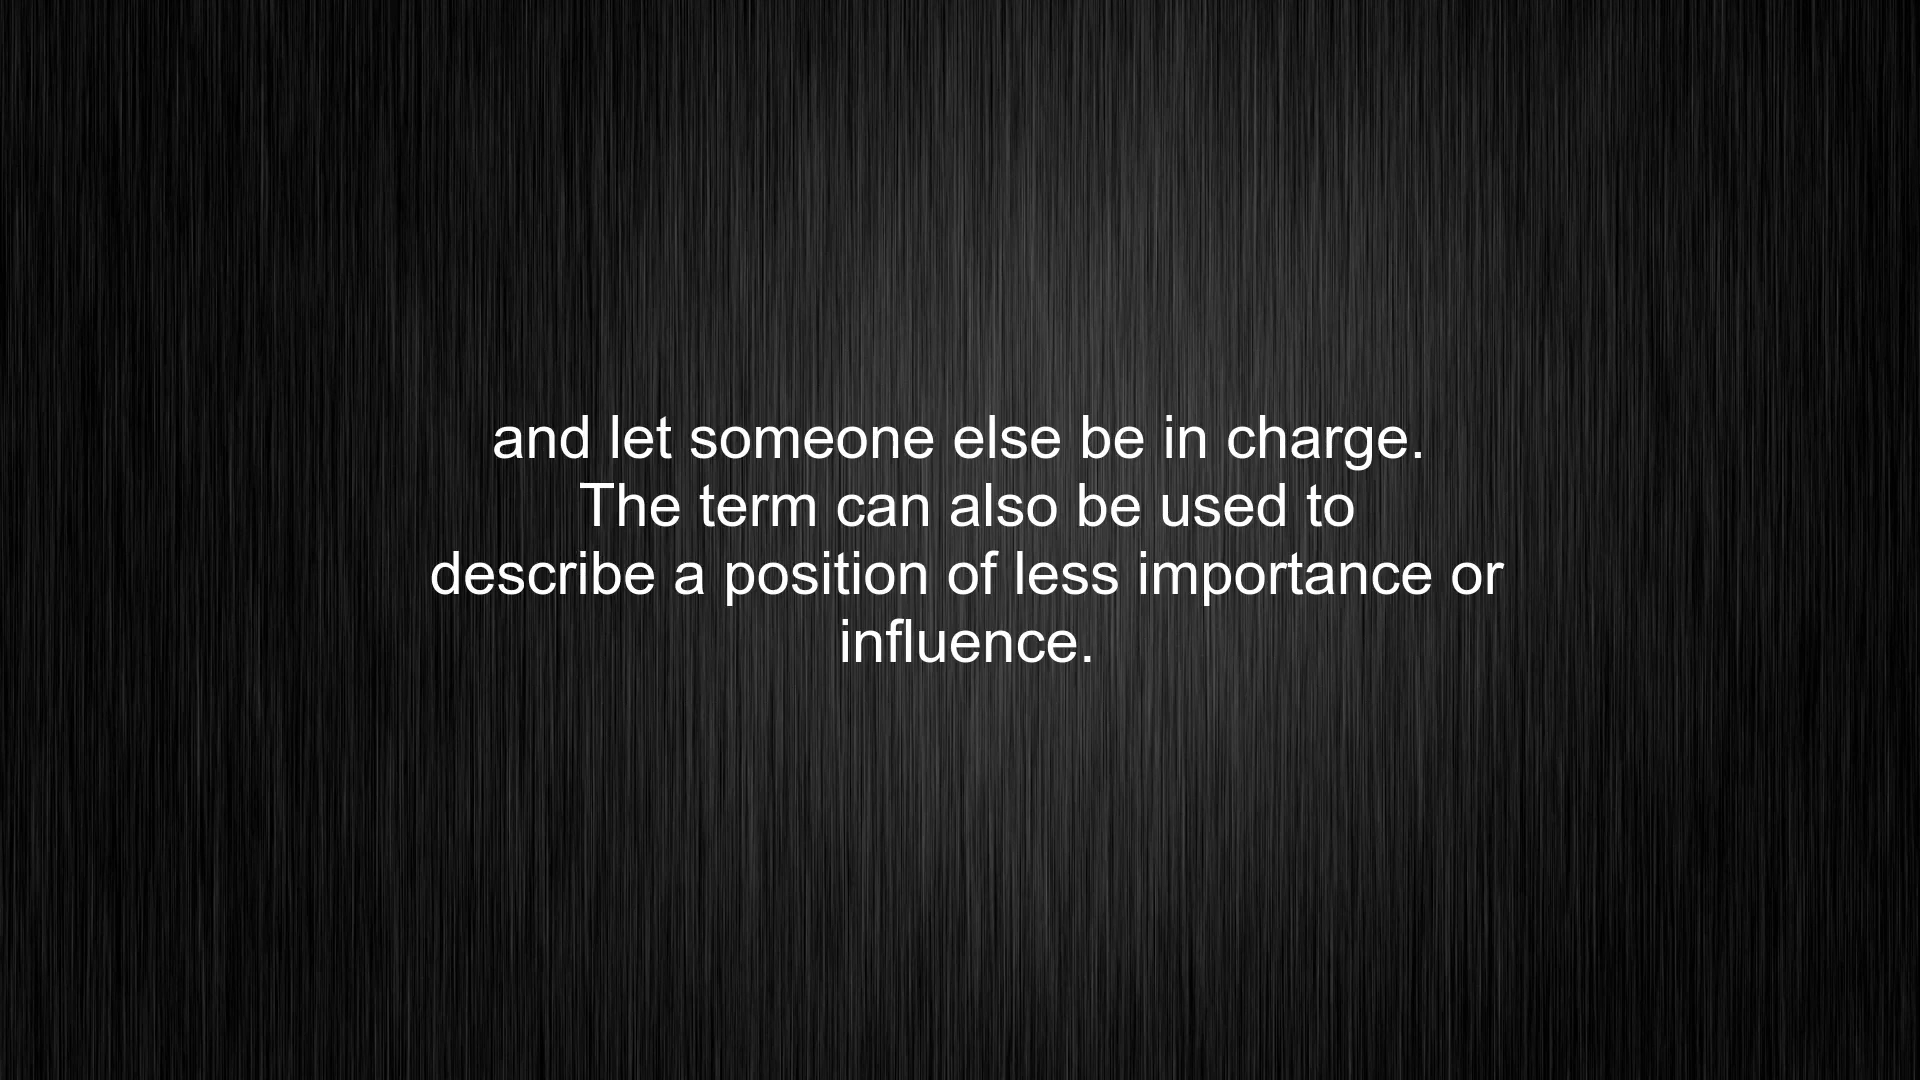 and let someone else be in charge.
The term can also be used to
describe a position of less importance or
influence.